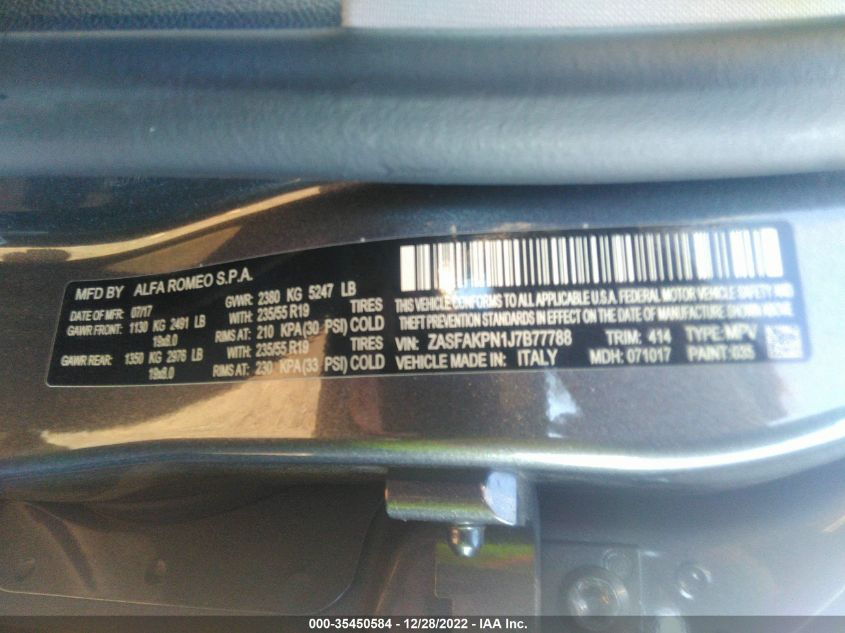 MFD BY ALFA ROMEO S.P.A.
DATE OF MFR: 07/17 GVWR: 2380 KG 5247 LB
GAWR FRONT: 1130 KG 2491 LB WITH: 235/55 R19 TIRES
19x8.0 RIMS AT: 210 KPA (30 PSI) COLD
GAWR REAR: 1350 KG 2976 LB WITH: 235/55 R19 TIRES
19x8.0 RIMS AT: 230 KPA (33 PSI) COLD
THIS VEHICLE CONFORMS TO ALL APPLICABLE U.S.A. FEDERAL MOTOR VEHICLE SAFETY AND
THEFT PREVENTION STANDARDS IN EFFECT ON THE DATE OF MANUFACTURE SHOWN ABOVE.
VIN: ZASFAKPN1J7B77788 TRIM: 414 TYPE: MPV
VEHICLE MADE IN: ITALY MDH: 071017 PAINT: 035
000-35450584 - 12/28/2022 - IAA Inc.